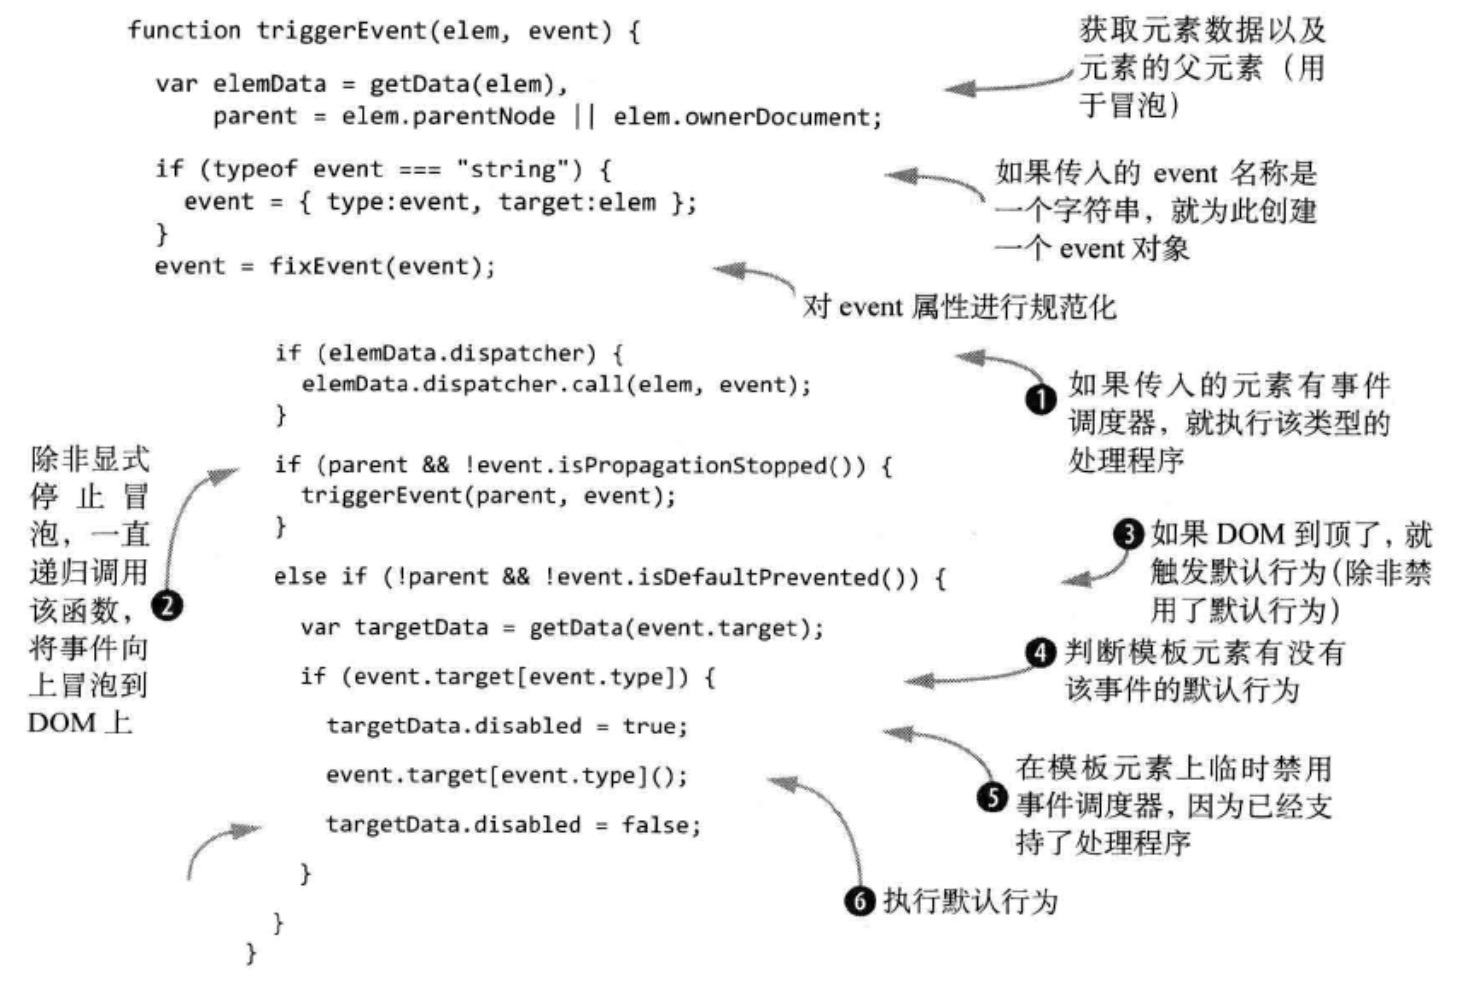 function triggerEvent(elem, event) {
var elemData = getData(elem),
parent = elem.parentNode || elem.ownerDocument;
获取元素数据以及
元素的父元素（用
于冒泡）
if (typeof event === "string") {
event = { type:event, target:elem };
}
event = fixEvent(event);
如果传入的 event 名称是
一个字符串，就为此创建
一个 event 对象
对 event 属性进行规范化
if (elemData.dispatcher) {
elemData.dispatcher.call(elem, event);
}
❶ 如果传入的元素有事件
调度器，就执行该类型的
处理程序
除非显式
停止冒
泡，一直
递归调用
该函数，❷
将事件向
上冒泡到
DOM 上
if (parent && !event.isPropagationStopped()) {
triggerEvent(parent, event);
}
else if (!parent && !event.isDefaultPrevented()) {
❸ 如果 DOM 到顶了，就
触发默认行为（除非禁
用了默认行为）
var targetData = getData(event.target);
if (event.target[event.type]) {
❹ 判断模板元素有没有
该事件的默认行为
targetData.disabled = true;
❺ 在模板元素上临时禁用
事件调度器，因为已经支
持了处理程序
event.target[event.type]();
❻ 执行默认行为
targetData.disabled = false;
}
}
}